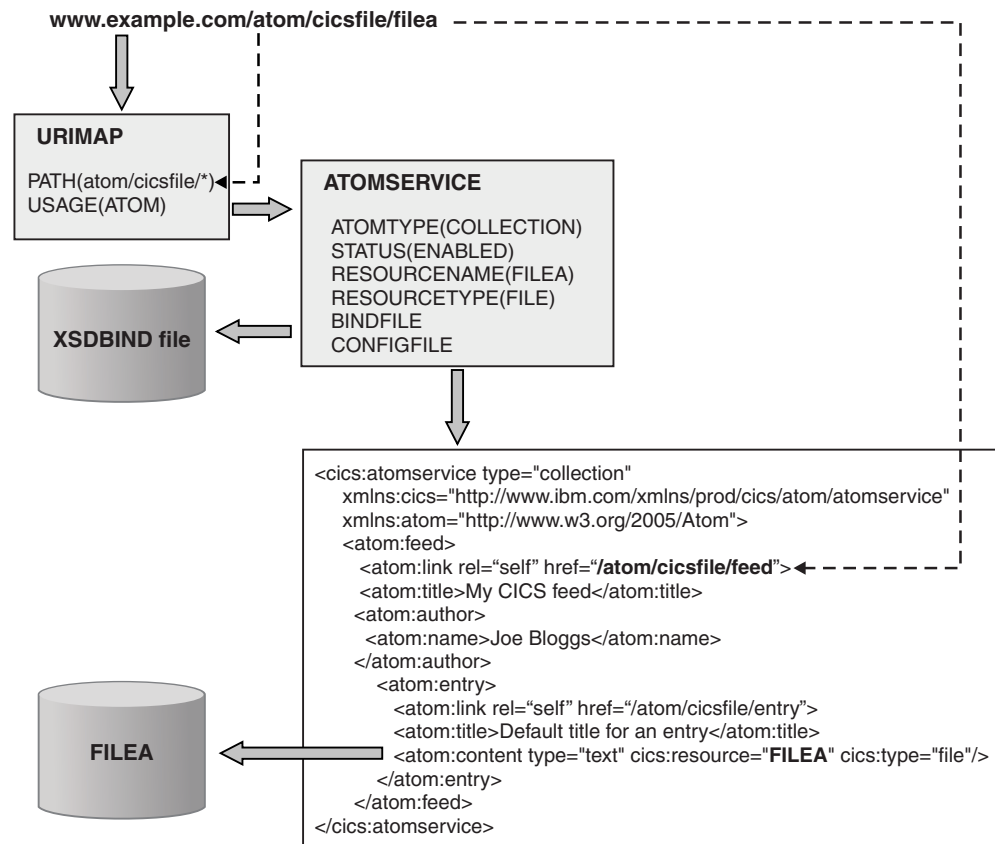 www.example.com/atom/cicsfile/filea
URIMAP
PATH(atom/cicsfile/*)
USAGE(ATOM)
ATOMSERVICE
ATOMTYPE(COLLECTION)
STATUS(ENABLED)
RESOURCENAME(FILEA)
RESOURCETYPE(FILE)
BINDFILE
CONFIGFILE
XSDBIND file
<cics:atomservice type="collection"
xmlns:cics="http://www.ibm.com/xmlns/prod/cics/atom/atomservice"
xmlns:atom="http://www.w3.org/2005/Atom">
<atom:feed>
<atom:link rel=“self” href=“/atom/cicsfile/feed”>
<atom:title>My CICS feed</atom:title>
<atom:author>
<atom:name>Joe Bloggs</atom:name>
</atom:author>
<atom:entry>
<atom:link rel=“self” href=“/atom/cicsfile/entry”>
<atom:title>Default title for an entry</atom:title>
<atom:content type="text" cics:resource="FILEA" cics:type="file"/>
</atom:entry>
</atom:feed>
</cics:atomservice>
FILEA